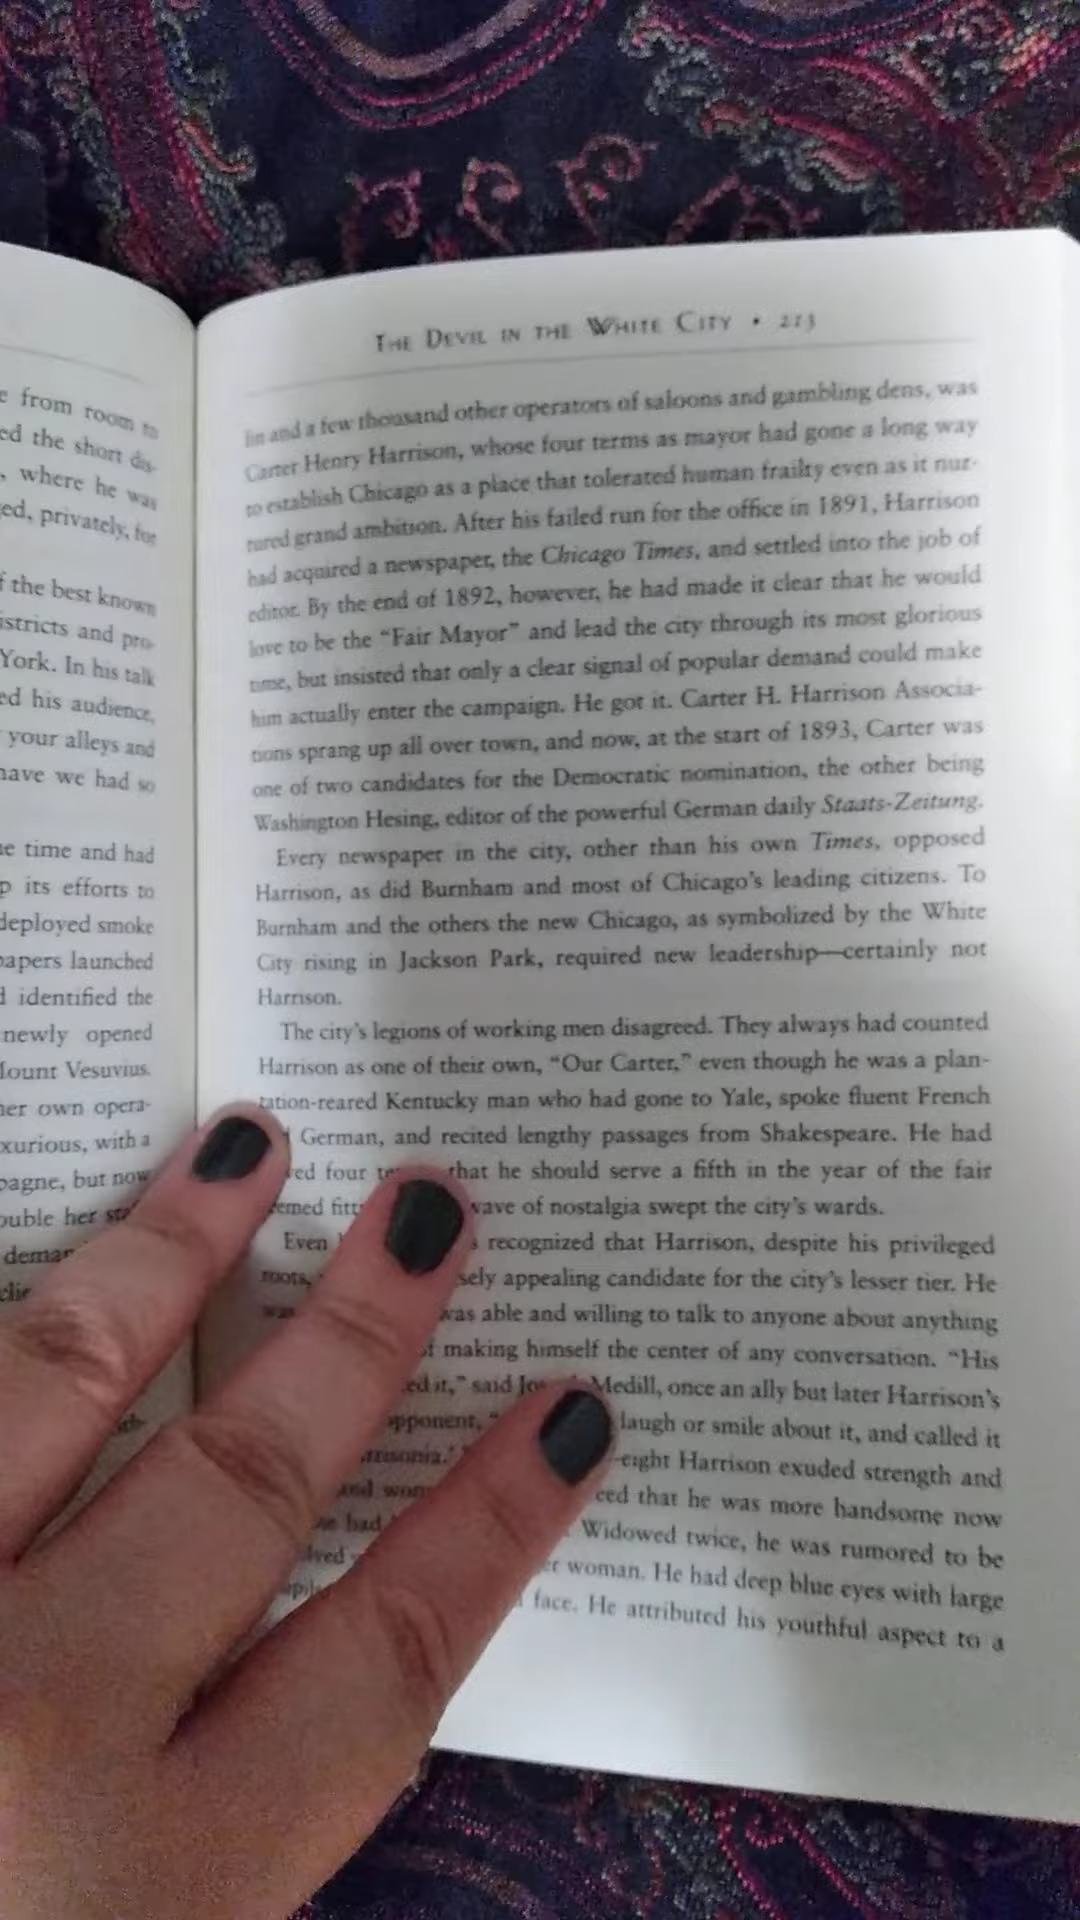 e from room to
ed the short dis-
, where he was
ged, privately, for
f the best known
istricts and pro-
York. In his talk
ed his audience,
your alleys and
have we had so
e time and had
p its efforts to
deployed smoke
papers launched
d identified the
newly opened
Mount Vesuvius.
her own opera-
xurious, with a
pagne, but now
ouble her
THE DEVIL IN THE WHITE CITY • 213
lin and a few thousand other operators of saloons and gambling dens, was
Carter Henry Harrison, whose four terms as mayor had gone a long way
to establish Chicago as a place that tolerated human frailty even as it nur-
tured grand ambition. After his failed run for the office in 1891, Harrison
had acquired a newspaper, the Chicago Times, and settled into the job of
editor. By the end of 1892, however, he had made it clear that he would
love to be the “Fair Mayor” and lead the city through its most glorious
time, but insisted that only a clear signal of popular demand could make
him actually enter the campaign. He got it. Carter H. Harrison Associa-
tions sprang up all over town, and now, at the start of 1893, Carter was
one of two candidates for the Democratic nomination, the other being
Washington Hesing, editor of the powerful German daily Staats-Zeitung.
Every newspaper in the city, other than his own Times, opposed
Harrison, as did Burnham and most of Chicago’s leading citizens. To
Burnham and the others the new Chicago, as symbolized by the White
City rising in Jackson Park, required new leadership—certainly not
Harrison.
The city’s legions of working men disagreed. They always had counted
Harrison as one of their own, “Our Carter,” even though he was a plan-
tation-reared Kentucky man who had gone to Yale, spoke fluent French
German, and recited lengthy passages from Shakespeare. He had
ved four that he should serve a fifth in the year of the fair
emed wave of nostalgia swept the city’s wards.
Even recognized that Harrison, despite his privileged
roots, sely appealing candidate for the city’s lesser tier. He
was able and willing to talk to anyone about anything
of making himself the center of any conversation. “His
ed it,” said Medill, once an ally but later Harrison’s
opponent, laugh or smile about it, and called it
-eight Harrison exuded strength and
ced that he was more handsome now
had Widowed twice, he was rumored to be
er woman. He had deep blue eyes with large
face. He attributed his youthful aspect to a